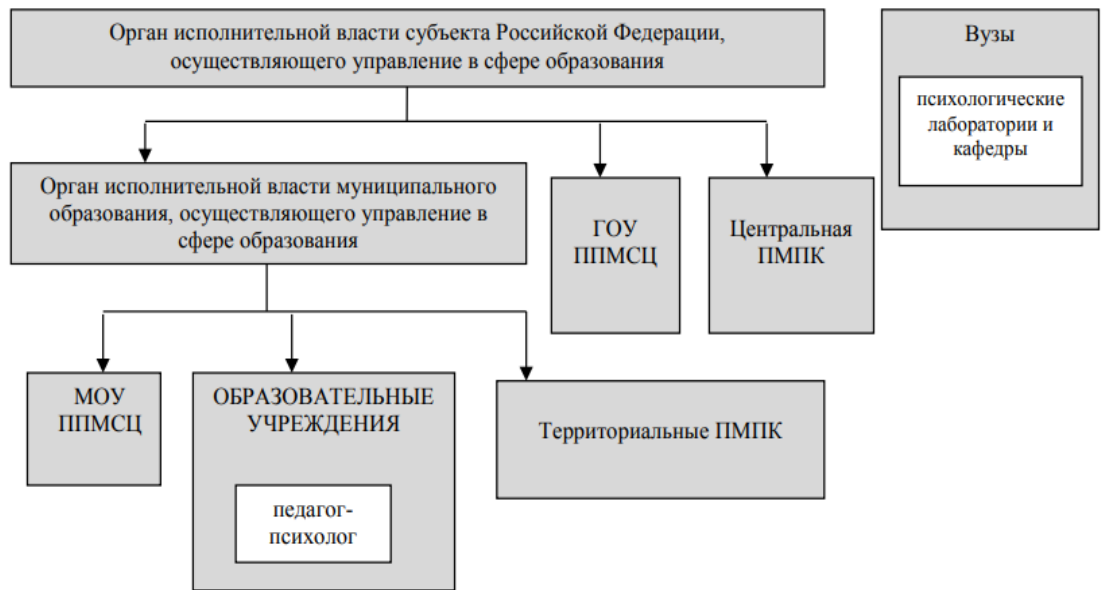 Орган исполнительной власти субъекта Российской Федерации,
осуществляющего управление в сфере образования
Вузы
психологические
лаборатории и
кафедры
Орган исполнительной власти муниципального
образования, осуществляющего управление в
сфере образования
ГОУ
ППМСЦ
Центральная
ПМПК
МОУ
ППМСЦ
ОБРАЗОВАТЕЛЬНЫЕ
УЧРЕЖДЕНИЯ
педагог-
психолог
Территориальные ПМПК